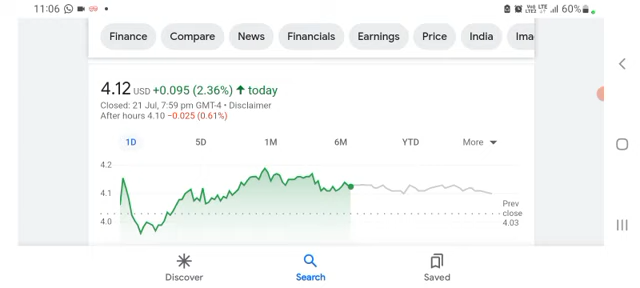 11:06 60%
Finance Compare News Financials Earnings Price India Ima
4.12 USD +0.095 (2.36%) ↑ today
Closed: 21 Jul, 7:59 pm GMT-4 • Disclaimer
After hours 4.10 −0.025 (0.61%)
1D 5D 1M 6M YTD More
4.2
4.1
4.0
Prev
close
4.03
Discover Search Saved